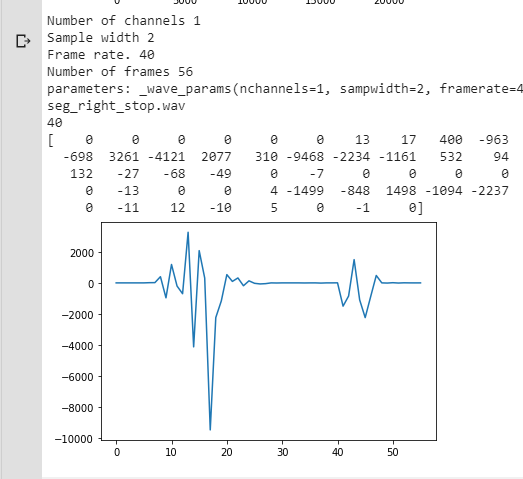 5000 10000 15000 20000
Number of channels 1
Sample width 2
Frame rate. 40
Number of frames 56
parameters: _wave_params(nchannels=1, sampwidth=2, framerate=4
seg_right_stop.wav
40
[ 0 0 0 0 0 0 13 17 400 -963
-698 3261 -4121 2077 310 -9468 -2234 -1161 532 94
132 -27 -68 -49 0 -7 0 0 0 0
0 -13 0 0 4 -1499 -848 1498 -1094 -2237
0 -11 12 -10 5 0 -1 0]
2000
0
-2000
-4000
-6000
-8000
-10000
0 10 20 30 40 50